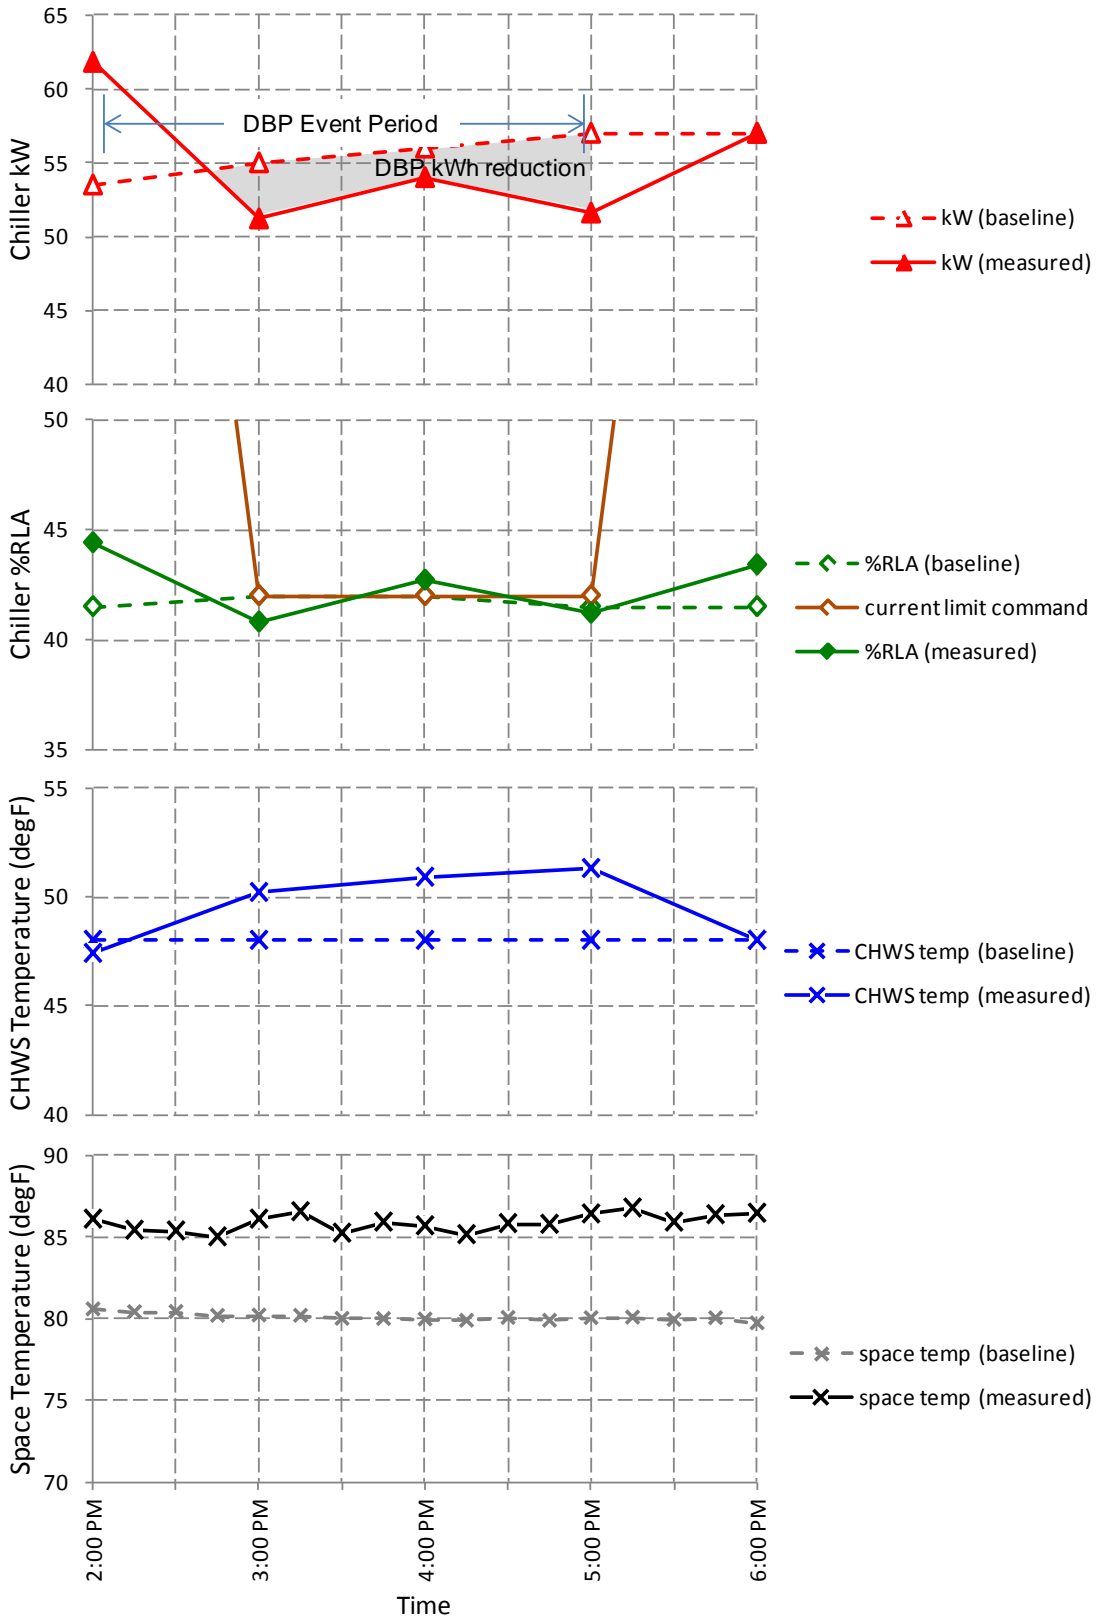 65
60
55
50
45
40
Chiller kW
DBP Event Period
DBP kWh reduction
kW (baseline)
kW (measured)
50
45
40
35
Chiller %RLA
%RLA (baseline)
current limit command
%RLA (measured)
55
50
45
40
CHWS Temperature (degF)
CHWS temp (baseline)
CHWS temp (measured)
90
85
80
75
70
Space Temperature (degF)
space temp (baseline)
space temp (measured)
2:00 PM
3:00 PM
4:00 PM
5:00 PM
6:00 PM
Time